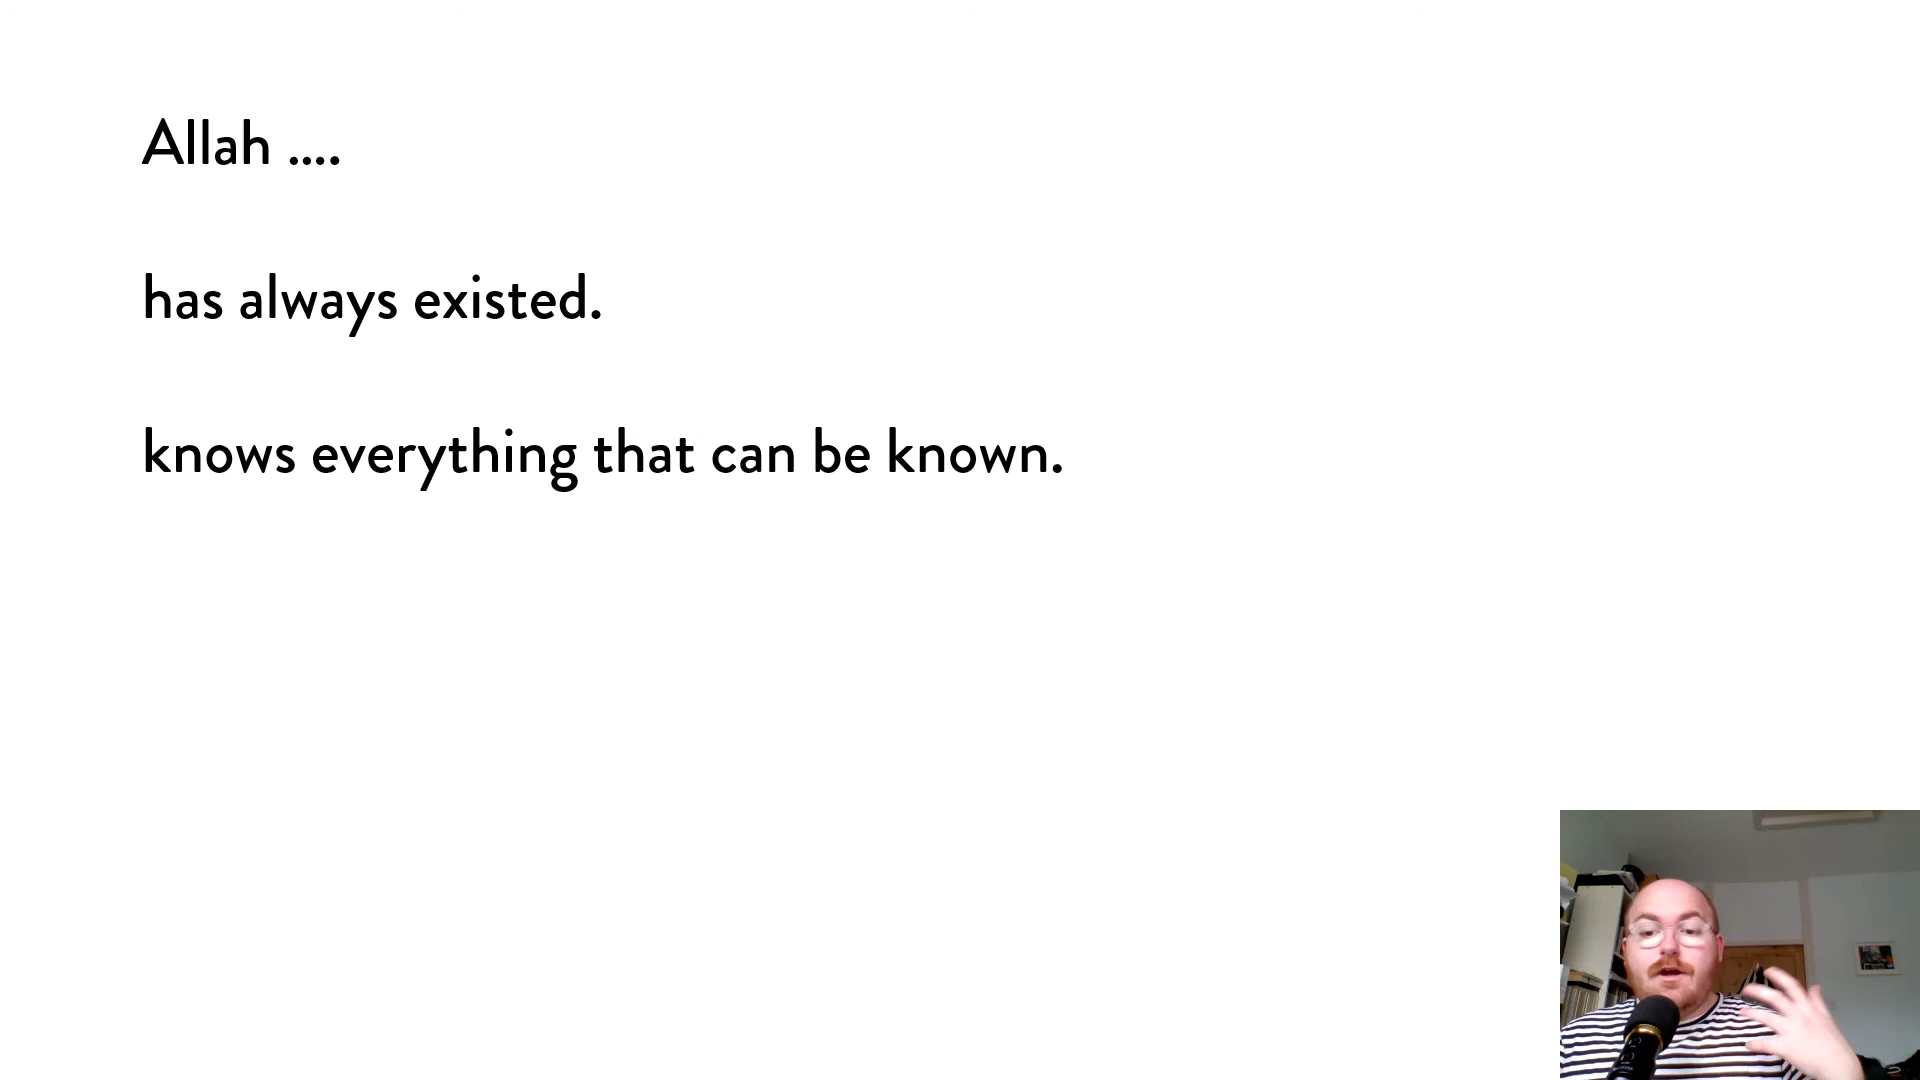 Allah ....
has always existed.
knows everything that can be known.